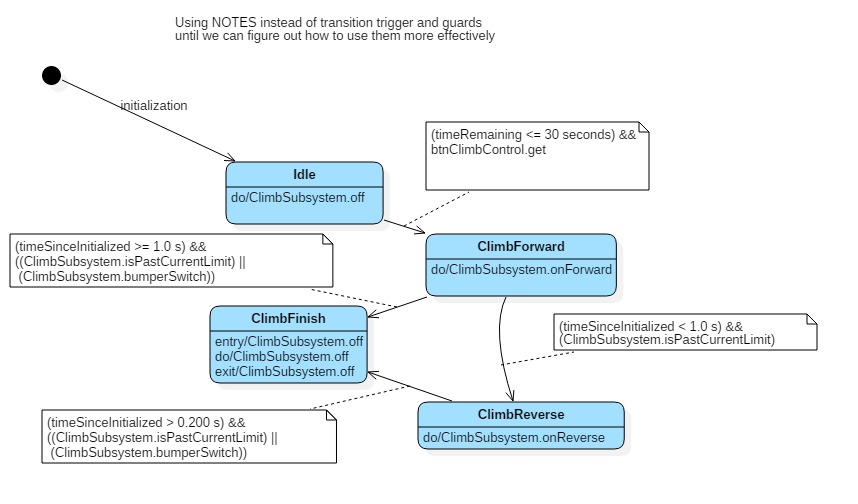 Using NOTES instead of transition trigger and guards
until we can figure out how to use them more effectively
initialization
(timeRemaining <= 30 seconds) &&
btnClimbControl.get
Idle
do/ClimbSubsystem.off
(timeSinceInitialized >= 1.0 s) &&
((ClimbSubsystem.isPastCurrentLimit) ||
(ClimbSubsystem.bumperSwitch))
ClimbForward
do/ClimbSubsystem.onForward
ClimbFinish
entry/ClimbSubsystem.off
do/ClimbSubsystem.off
exit/ClimbSubsystem.off
(timeSinceInitialized < 1.0 s) &&
(ClimbSubsystem.isPastCurrentLimit)
(timeSinceInitialized > 0.200 s) &&
((ClimbSubsystem.isPastCurrentLimit) ||
(ClimbSubsystem.bumperSwitch))
ClimbReverse
do/ClimbSubsystem.onReverse